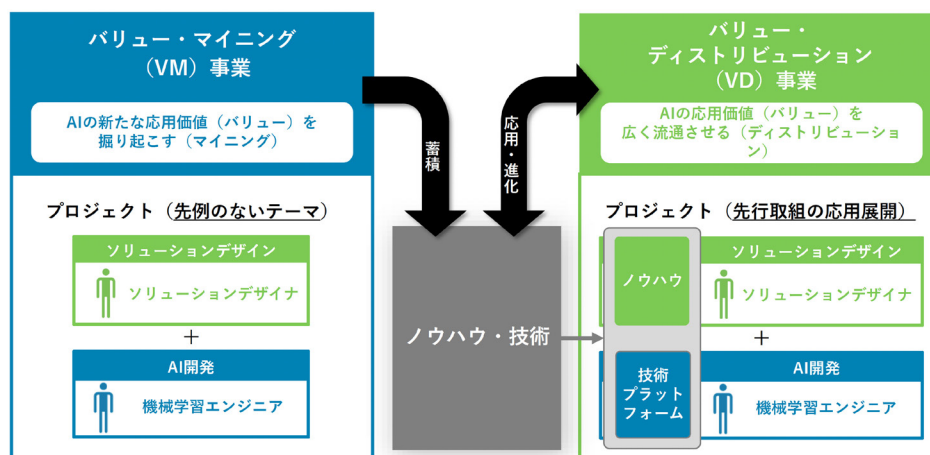 バリュー・マイニング
（VM）事業
AIの新たな応用価値（バリュー）を
掘り起こす（マイニング）
プロジェクト（先例のないテーマ）
ソリューションデザイン
ソリューションデザイナ
+
AI開発
機械学習エンジニア
蓄積
応用・進化
ノウハウ・技術
バリュー・
ディストリビューション
（VD）事業
AIの応用価値（バリュー）を
広く流通させる（ディストリビューショ
ン）
プロジェクト（先行取組の応用展開）
ノウハウ
技術
プラット
フォーム
ソリューションデザイン
ソリューションデザイナ
+
AI開発
機械学習エンジニア